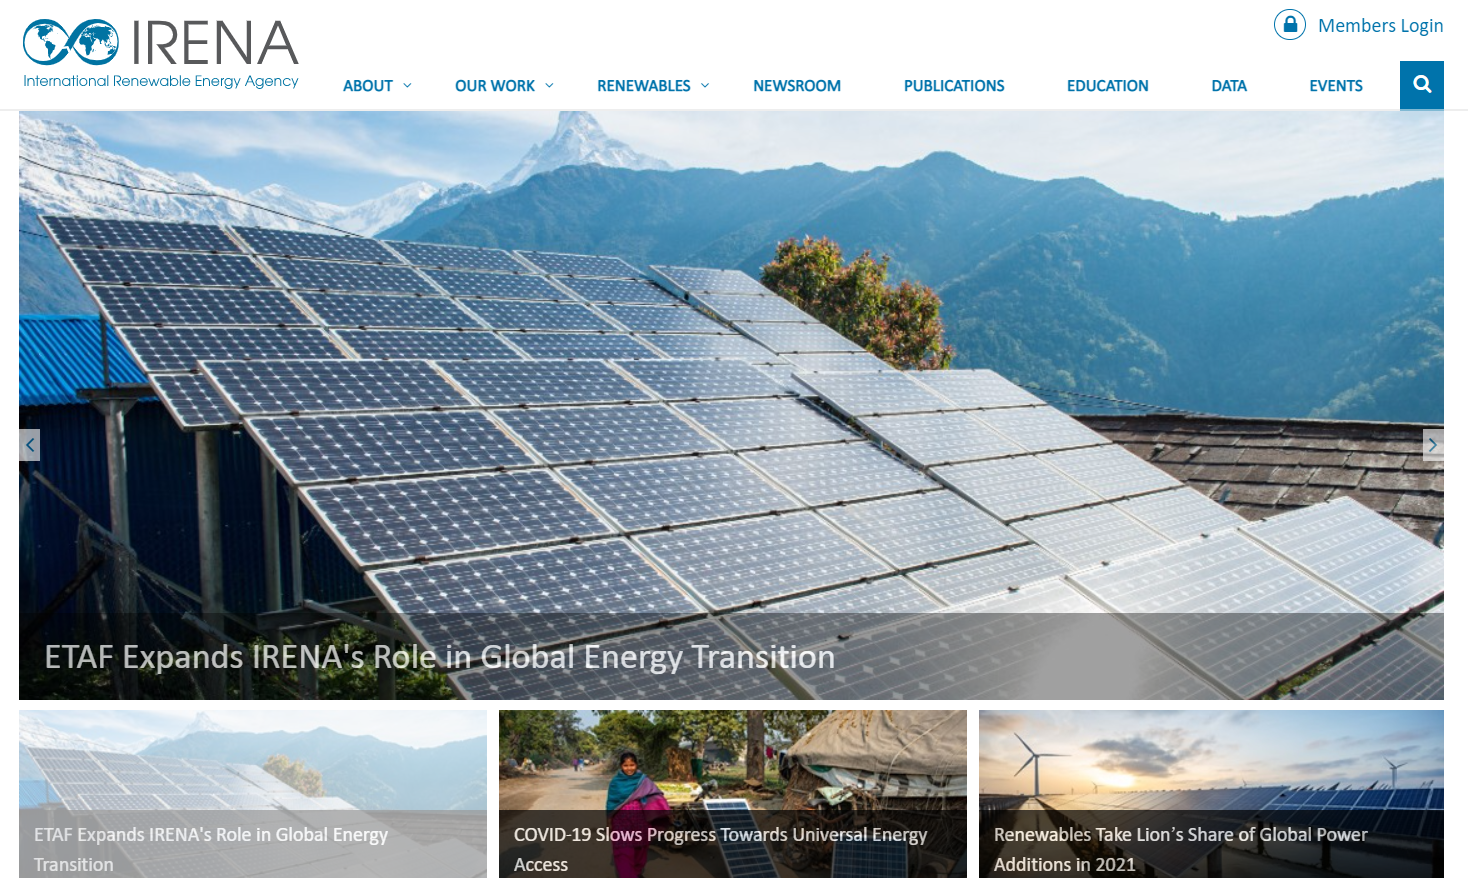 IRENA
International Renewable Energy Agency
Members Login
ABOUT
OUR WORK
RENEWABLES
NEWSROOM
PUBLICATIONS
EDUCATION
DATA
EVENTS
ETAF Expands IRENA's Role in Global Energy Transition
ETAF Expands IRENA's Role in Global Energy
Transition
COVID-19 Slows Progress Towards Universal Energy
Access
Renewables Take Lion’s Share of Global Power
Additions in 2021